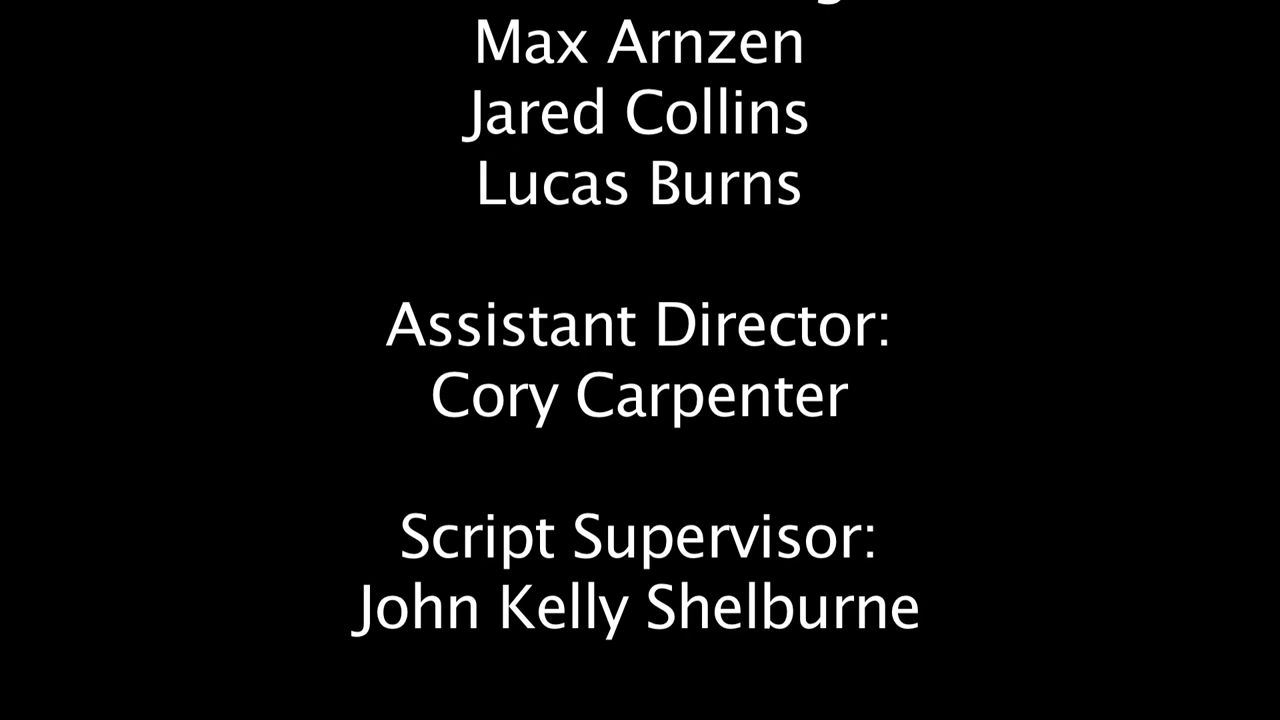 Max Arnzen
Jared Collins
Lucas Burns
Assistant Director:
Cory Carpenter
Script Supervisor:
John Kelly Shelburne